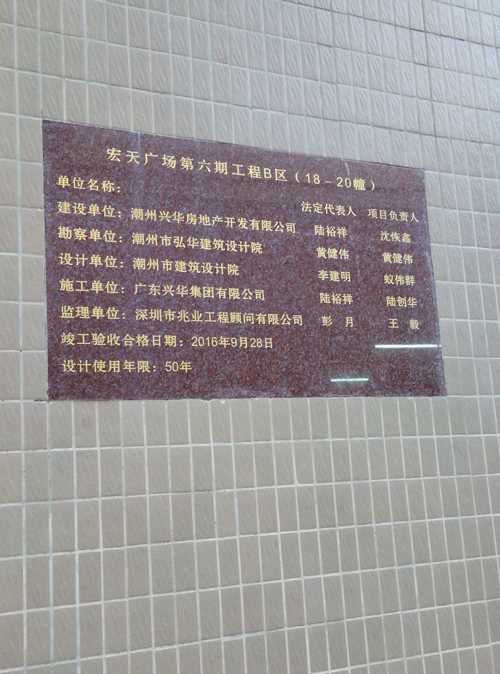 宏天广场第六期工程B区（18－20幢）
单位名称： 法定代表人 项目负责人
建设单位：潮州兴华房地产开发有限公司 陆裕祥 沈恢鑫
勘察单位：潮州市弘华建筑设计院 黄健伟 黄健伟
设计单位：潮州市建筑设计院 李建明 蚁伟群
施工单位：广东兴华集团有限公司 陆裕祥 陆创华
监理单位：深圳市兆业工程顾问有限公司 彭月 王毅
竣工验收合格日期：2016年9月28日
设计使用年限：50年